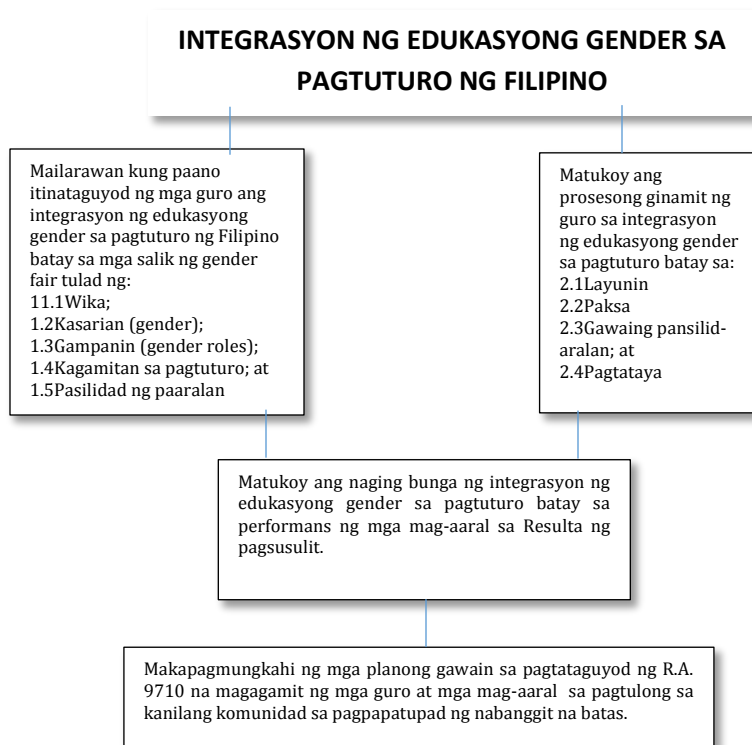 INTEGRASYON NG EDUKASYONG GENDER SA
PAGTUTURO NG FILIPINO
Mailarawan kung paano
itinataguyod ng mga guro ang
integrasyon ng edukasyong
gender sa pagtuturo ng Filipino
batay sa mga salik ng gender
fair tulad ng:
11.1Wika;
1.2Kasarian (gender);
1.3Gampanin (gender roles);
1.4Kagamitan sa pagtuturo; at
1.5Pasilidad ng paaralan
Matukoy ang
prosesong ginamit ng
guro sa integrasyon
ng edukasyong gender
sa pagtuturo batay sa:
2.1Layunin
2.2Paksa
2.3Gawaing pansilid-
aralan; at
2.4Pagtataya
Matukoy ang naging bunga ng integrasyon ng
edukasyong gender sa pagtuturo batay sa
performans ng mga mag-aaral sa Resulta ng
pagsusulit.
Makapagmungkahi ng mga planong gawain sa pagtataguyod ng R.A.
9710 na magagamit ng mga guro at mga mag-aaral sa pagtulong sa
kanilang komunidad sa pagpapatupad ng nabanggit na batas.